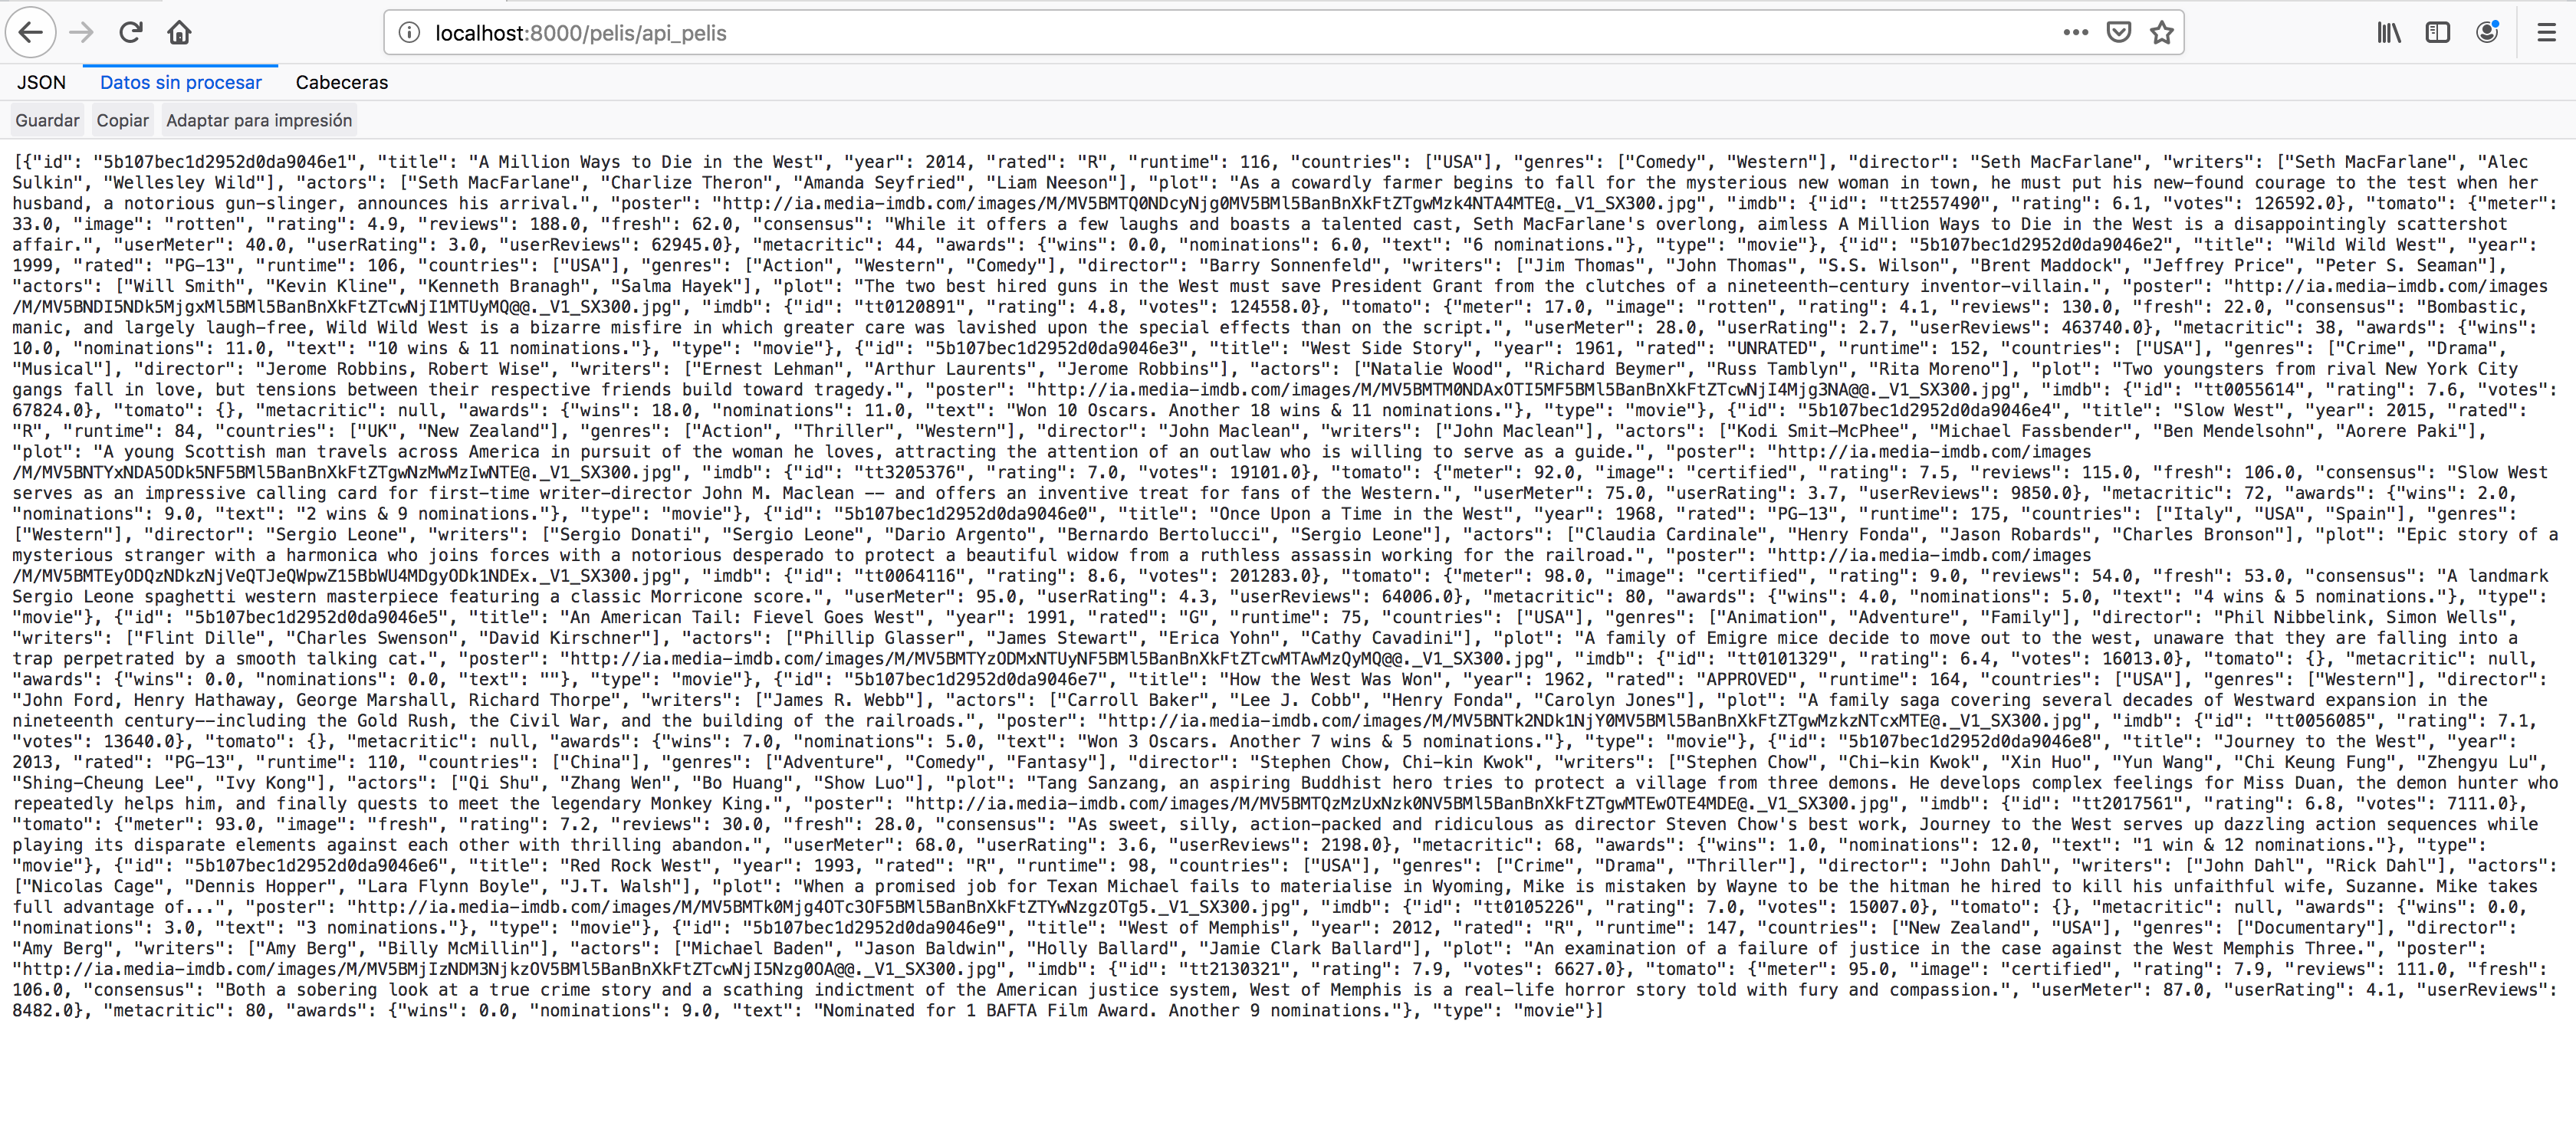 localhost:8000/pelis/api_pelis
JSON Datos sin procesar Cabeceras
Guardar Copiar Adaptar para impresión
[{"id": "5b107bec1d2952d0da9046e1", "title": "A Million Ways to Die in the West", "year": 2014, "rated": "R", "runtime": 116, "countries": ["USA"], "genres": ["Comedy", "Western"], "director": "Seth MacFarlane", "writers": ["Seth MacFarlane", "Alec
Sulkin", "Wellesley Wild"], "actors": ["Seth MacFarlane", "Charlize Theron", "Amanda Seyfried", "Liam Neeson"], "plot": "As a cowardly farmer begins to fall for the mysterious new woman in town, he must put his new-found courage to the test when her
husband, a notorious gun-slinger, announces his arrival.", "poster": "http://ia.media-imdb.com/images/M/MV5BMTQ0NDcyNjg0MV5BMl5BanBnXkFtZTgwMzk4NTA4MTE@._V1_SX300.jpg", "imdb": {"id": "tt2557490", "rating": 6.1, "votes": 126592.0}, "tomato": {"meter":
33.0, "image": "rotten", "rating": 4.9, "reviews": 188.0, "fresh": 62.0, "consensus": "While it offers a few laughs and boasts a talented cast, Seth MacFarlane's overlong, aimless A Million Ways to Die in the West is a disappointingly scattershot
affair.", "userMeter": 40.0, "userRating": 3.0, "userReviews": 62945.0}, "metacritic": 44, "awards": {"wins": 0.0, "nominations": 6.0, "text": "6 nominations."}, "type": "movie"}, {"id": "5b107bec1d2952d0da9046e2", "title": "Wild Wild West", "year":
1999, "rated": "PG-13", "runtime": 106, "countries": ["USA"], "genres": ["Action", "Western", "Comedy"], "director": "Barry Sonnenfeld", "writers": ["Jim Thomas", "John Thomas", "S.S. Wilson", "Brent Maddock", "Jeffrey Price", "Peter S. Seaman"],
"actors": ["Will Smith", "Kevin Kline", "Kenneth Branagh", "Salma Hayek"], "plot": "The two best hired guns in the West must save President Grant from the clutches of a nineteenth-century inventor-villain.", "poster": "http://ia.media-imdb.com/images
/M/MV5BNDI5NDk5MjgxMl5BMl5BanBnXkFtZTcwNjI1MTUyMQ@@._V1_SX300.jpg", "imdb": {"id": "tt0120891", "rating": 4.8, "votes": 124558.0}, "tomato": {"meter": 17.0, "image": "rotten", "rating": 4.1, "reviews": 130.0, "fresh": 22.0, "consensus": "Bombastic,
manic, and largely laugh-free, Wild Wild West is a bizarre misfire in which greater care was lavished upon the special effects than on the script.", "userMeter": 28.0, "userRating": 2.7, "userReviews": 463740.0}, "metacritic": 38, "awards": {"wins":
10.0, "nominations": 11.0, "text": "10 wins & 11 nominations."}, "type": "movie"}, {"id": "5b107bec1d2952d0da9046e3", "title": "West Side Story", "year": 1961, "rated": "UNRATED", "runtime": 152, "countries": ["USA"], "genres": ["Crime", "Drama",
"Musical"], "director": "Jerome Robbins, Robert Wise", "writers": ["Ernest Lehman", "Arthur Laurents", "Jerome Robbins"], "actors": ["Natalie Wood", "Richard Beymer", "Russ Tamblyn", "Rita Moreno"], "plot": "Two youngsters from rival New York City
gangs fall in love, but tensions between their respective friends build toward tragedy.", "poster": "http://ia.media-imdb.com/images/M/MV5BMTM0NDAxOTI5MF5BMl5BanBnXkFtZTcwNjI4Mjg3NA@@._V1_SX300.jpg", "imdb": {"id": "tt0055614", "rating": 7.6, "votes":
67824.0}, "tomato": {}, "metacritic": null, "awards": {"wins": 18.0, "nominations": 11.0, "text": "Won 10 Oscars. Another 18 wins & 11 nominations."}, "type": "movie"}, {"id": "5b107bec1d2952d0da9046e4", "title": "Slow West", "year": 2015, "rated":
"R", "runtime": 84, "countries": ["UK", "New Zealand"], "genres": ["Action", "Thriller", "Western"], "director": "John Maclean", "writers": ["John Maclean"], "actors": ["Kodi Smit-McPhee", "Michael Fassbender", "Ben Mendelsohn", "Aorere Paki"],
"plot": "A young Scottish man travels across America in pursuit of the woman he loves, attracting the attention of an outlaw who is willing to serve as a guide.", "poster": "http://ia.media-imdb.com/images
/M/MV5BNTYxNDA5ODk5NF5BMl5BanBnXkFtZTgwNzMwMzIwNTE@._V1_SX300.jpg", "imdb": {"id": "tt3205376", "rating": 7.0, "votes": 19101.0}, "tomato": {"meter": 92.0, "image": "certified", "rating": 7.5, "reviews": 115.0, "fresh": 106.0, "consensus": "Slow West
serves as an impressive calling card for first-time writer-director John M. Maclean -- and offers an inventive treat for fans of the Western.", "userMeter": 75.0, "userRating": 3.7, "userReviews": 9850.0}, "metacritic": 72, "awards": {"wins": 2.0,
"nominations": 9.0, "text": "2 wins & 9 nominations."}, "type": "movie"}, {"id": "5b107bec1d2952d0da9046e0", "title": "Once Upon a Time in the West", "year": 1968, "rated": "PG-13", "runtime": 175, "countries": ["Italy", "USA", "Spain"], "genres":
["Western"], "director": "Sergio Leone", "writers": ["Sergio Donati", "Sergio Leone", "Dario Argento", "Bernardo Bertolucci", "Sergio Leone"], "actors": ["Claudia Cardinale", "Henry Fonda", "Jason Robards", "Charles Bronson"], "plot": "Epic story of a
mysterious stranger with a harmonica who joins forces with a notorious desperado to protect a beautiful widow from a ruthless assassin working for the railroad.", "poster": "http://ia.media-imdb.com/images
/M/MV5BMTEyODQzNDkzNjVeQTJeQWpwZ15BbWU4MDgyODk1NDEx._V1_SX300.jpg", "imdb": {"id": "tt0064116", "rating": 8.6, "votes": 201283.0}, "tomato": {"meter": 98.0, "image": "certified", "rating": 9.0, "reviews": 54.0, "fresh": 53.0, "consensus": "A landmark
Sergio Leone spaghetti western masterpiece featuring a classic Morricone score.", "userMeter": 95.0, "userRating": 4.3, "userReviews": 64006.0}, "metacritic": 80, "awards": {"wins": 4.0, "nominations": 5.0, "text": "4 wins & 5 nominations."}, "type":
"movie"}, {"id": "5b107bec1d2952d0da9046e5", "title": "An American Tail: Fievel Goes West", "year": 1991, "rated": "G", "runtime": 75, "countries": ["USA"], "genres": ["Animation", "Adventure", "Family"], "director": "Phil Nibbelink, Simon Wells",
"writers": ["Flint Dille", "Charles Swenson", "David Kirschner"], "actors": ["Phillip Glasser", "James Stewart", "Erica Yohn", "Cathy Cavadini"], "plot": "A family of Emigre mice decide to move out to the west, unaware that they are falling into a
trap perpetrated by a smooth talking cat.", "poster": "http://ia.media-imdb.com/images/M/MV5BMTYzODMxNTUyNF5BMl5BanBnXkFtZTcwMTAwMzQyMQ@@._V1_SX300.jpg", "imdb": {"id": "tt0101329", "rating": 6.4, "votes": 16013.0}, "tomato": {}, "metacritic": null,
"awards": {"wins": 0.0, "nominations": 0.0, "text": ""}, "type": "movie"}, {"id": "5b107bec1d2952d0da9046e7", "title": "How the West Was Won", "year": 1962, "rated": "APPROVED", "runtime": 164, "countries": ["USA"], "genres": ["Western"], "director":
"John Ford, Henry Hathaway, George Marshall, Richard Thorpe", "writers": ["James R. Webb"], "actors": ["Carroll Baker", "Lee J. Cobb", "Henry Fonda", "Carolyn Jones"], "plot": "A family saga covering several decades of Westward expansion in the
nineteenth century--including the Gold Rush, the Civil War, and the building of the railroads.", "poster": "http://ia.media-imdb.com/images/M/MV5BNTk2NDk1NjY0MV5BMl5BanBnXkFtZTgwMzkzNTcxMTE@._V1_SX300.jpg", "imdb": {"id": "tt0056085", "rating": 7.1,
"votes": 13640.0}, "tomato": {}, "metacritic": null, "awards": {"wins": 7.0, "nominations": 5.0, "text": "Won 3 Oscars. Another 7 wins & 5 nominations."}, "type": "movie"}, {"id": "5b107bec1d2952d0da9046e8", "title": "Journey to the West", "year":
2013, "rated": "PG-13", "runtime": 110, "countries": ["China"], "genres": ["Adventure", "Comedy", "Fantasy"], "director": "Stephen Chow, Chi-kin Kwok", "writers": ["Stephen Chow", "Chi-kin Kwok", "Xin Huo", "Yun Wang", "Chi Keung Fung", "Zhengyu Lu",
"Shing-Cheung Lee", "Ivy Kong"], "actors": ["Qi Shu", "Zhang Wen", "Bo Huang", "Show Luo"], "plot": "Tang Sanzang, an aspiring Buddhist hero tries to protect a village from three demons. He develops complex feelings for Miss Duan, the demon hunter who
repeatedly helps him, and finally quests to meet the legendary Monkey King.", "poster": "http://ia.media-imdb.com/images/M/MV5BMTQzMzUxNzk0NV5BMl5BanBnXkFtZTgwMTEwOTE4MDE@._V1_SX300.jpg", "imdb": {"id": "tt2017561", "rating": 6.8, "votes": 7111.0},
"tomato": {"meter": 93.0, "image": "fresh", "rating": 7.2, "reviews": 30.0, "fresh": 28.0, "consensus": "As sweet, silly, action-packed and ridiculous as director Steven Chow's best work, Journey to the West serves up dazzling action sequences while
playing its disparate elements against each other with thrilling abandon.", "userMeter": 68.0, "userRating": 3.6, "userReviews": 2198.0}, "metacritic": 68, "awards": {"wins": 1.0, "nominations": 12.0, "text": "1 win & 12 nominations."}, "type":
"movie"}, {"id": "5b107bec1d2952d0da9046e6", "title": "Red Rock West", "year": 1993, "rated": "R", "runtime": 98, "countries": ["USA"], "genres": ["Crime", "Drama", "Thriller"], "director": "John Dahl", "writers": ["John Dahl", "Rick Dahl"], "actors":
["Nicolas Cage", "Dennis Hopper", "Lara Flynn Boyle", "J.T. Walsh"], "plot": "When a promised job for Texan Michael fails to materialise in Wyoming, Mike is mistaken by Wayne to be the hitman he hired to kill his unfaithful wife, Suzanne. Mike takes
full advantage of...", "poster": "http://ia.media-imdb.com/images/M/MV5BMTk0Mjg4OTc3OF5BMl5BanBnXkFtZTYwNzgzOTg5._V1_SX300.jpg", "imdb": {"id": "tt0105226", "rating": 7.0, "votes": 15007.0}, "tomato": {}, "metacritic": null, "awards": {"wins": 0.0,
"nominations": 3.0, "text": "3 nominations."}, "type": "movie"}, {"id": "5b107bec1d2952d0da9046e9", "title": "West of Memphis", "year": 2012, "rated": "R", "runtime": 147, "countries": ["New Zealand", "USA"], "genres": ["Documentary"], "director":
"Amy Berg", "writers": ["Amy Berg", "Billy McMillin"], "actors": ["Michael Baden", "Jason Baldwin", "Holly Ballard", "Jamie Clark Ballard"], "plot": "An examination of a failure of justice in the case against the West Memphis Three.", "poster":
"http://ia.media-imdb.com/images/M/MV5BMjIzNDM3NjkzOV5BMl5BanBnXkFtZTcwNjI5Nzg0OA@@._V1_SX300.jpg", "imdb": {"id": "tt2130321", "rating": 7.9, "votes": 6627.0}, "tomato": {"meter": 95.0, "image": "certified", "rating": 7.9, "reviews": 111.0, "fresh":
106.0, "consensus": "Both a sobering look at a true crime story and a scathing indictment of the American justice system, West of Memphis is a real-life horror story told with fury and compassion.", "userMeter": 87.0, "userRating": 4.1, "userReviews":
8482.0}, "metacritic": 80, "awards": {"wins": 0.0, "nominations": 9.0, "text": "Nominated for 1 BAFTA Film Award. Another 9 nominations."}, "type": "movie"}]